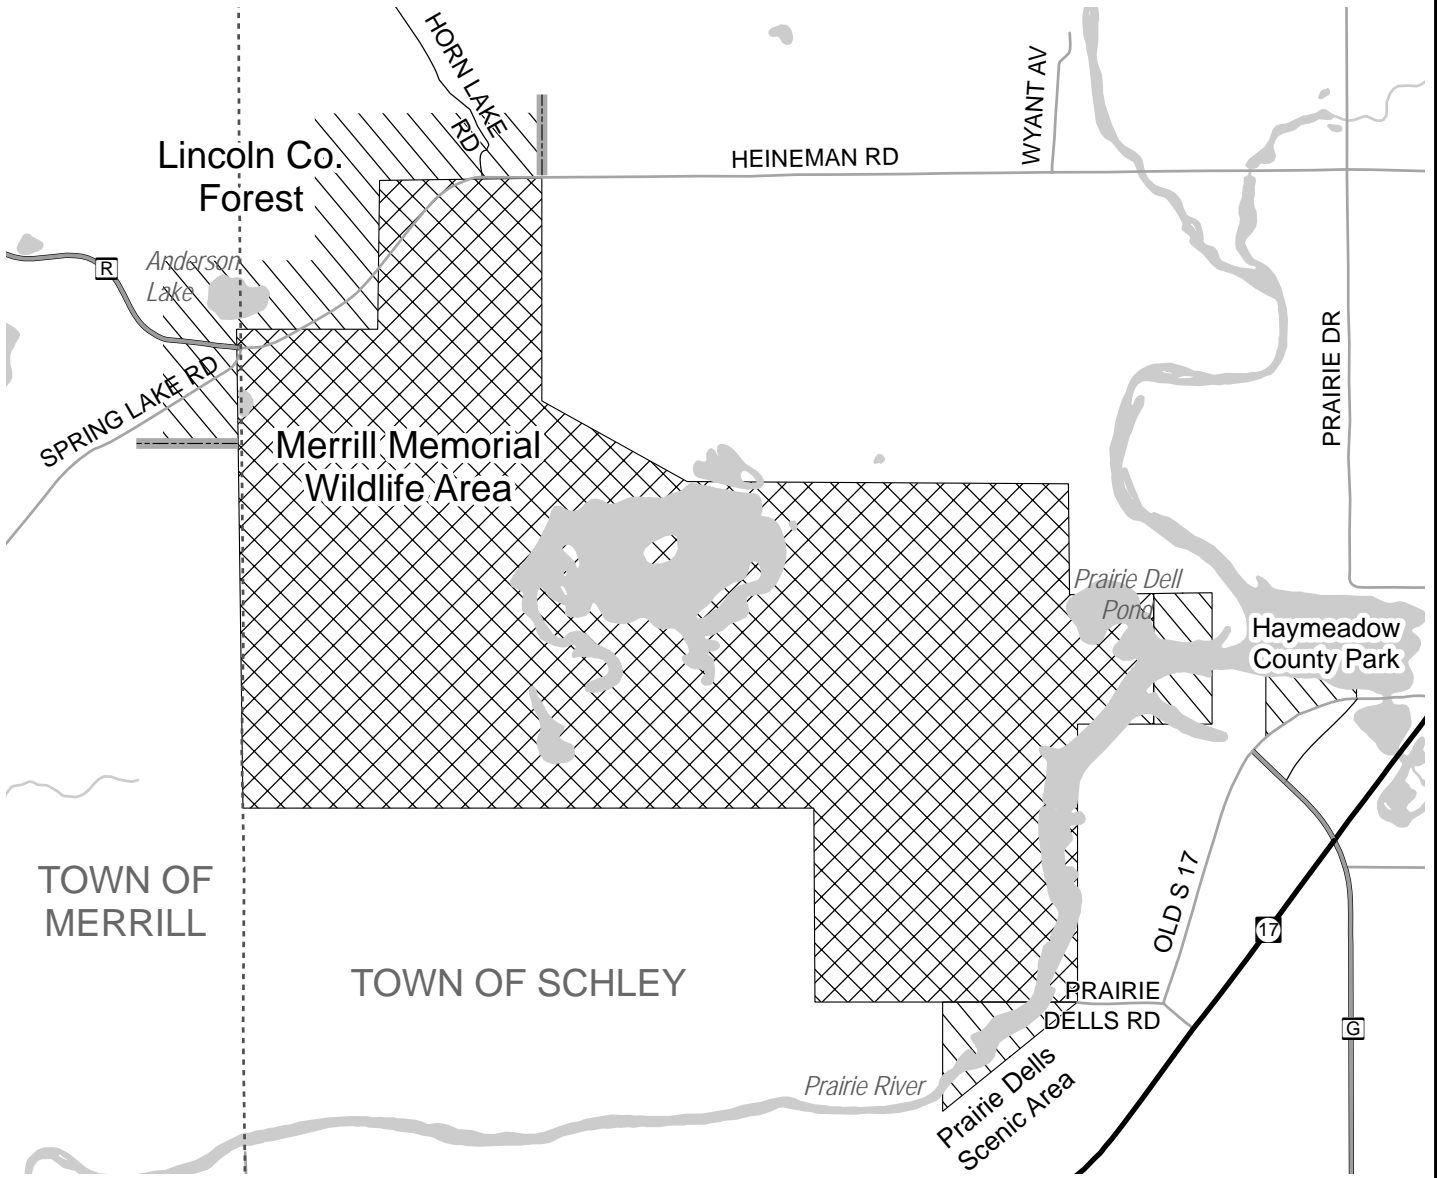 HORN LAKE
RD
WYANT AV
HEINEMAN RD
Lincoln Co.
Forest
R
Anderson
Lake
PRAIRIE DR
SPRING LAKE RD
Merrill Memorial
Wildlife Area
Prairie Dell
Pond
Haymeadow
County Park
TOWN OF
MERRILL
OLD S 17
17
TOWN OF SCHLEY
PRAIRIE
DELLS RD
G
Prairie River
Prairie Dells
Scenic Area